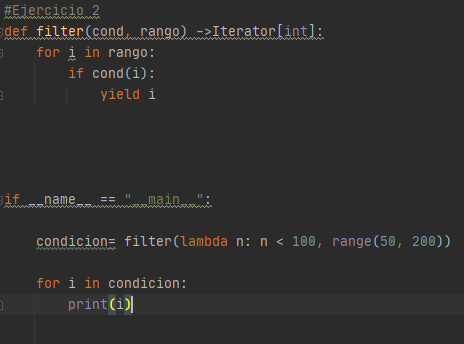 #Ejercicio 2
def filter(cond, rango) ->Iterator[int]:
    for i in rango:
        if cond(i):
            yield i
if __name__ == "__main__":
    condicion= filter(lambda n: n < 100, range(50, 200))
    for i in condicion:
        print(i)